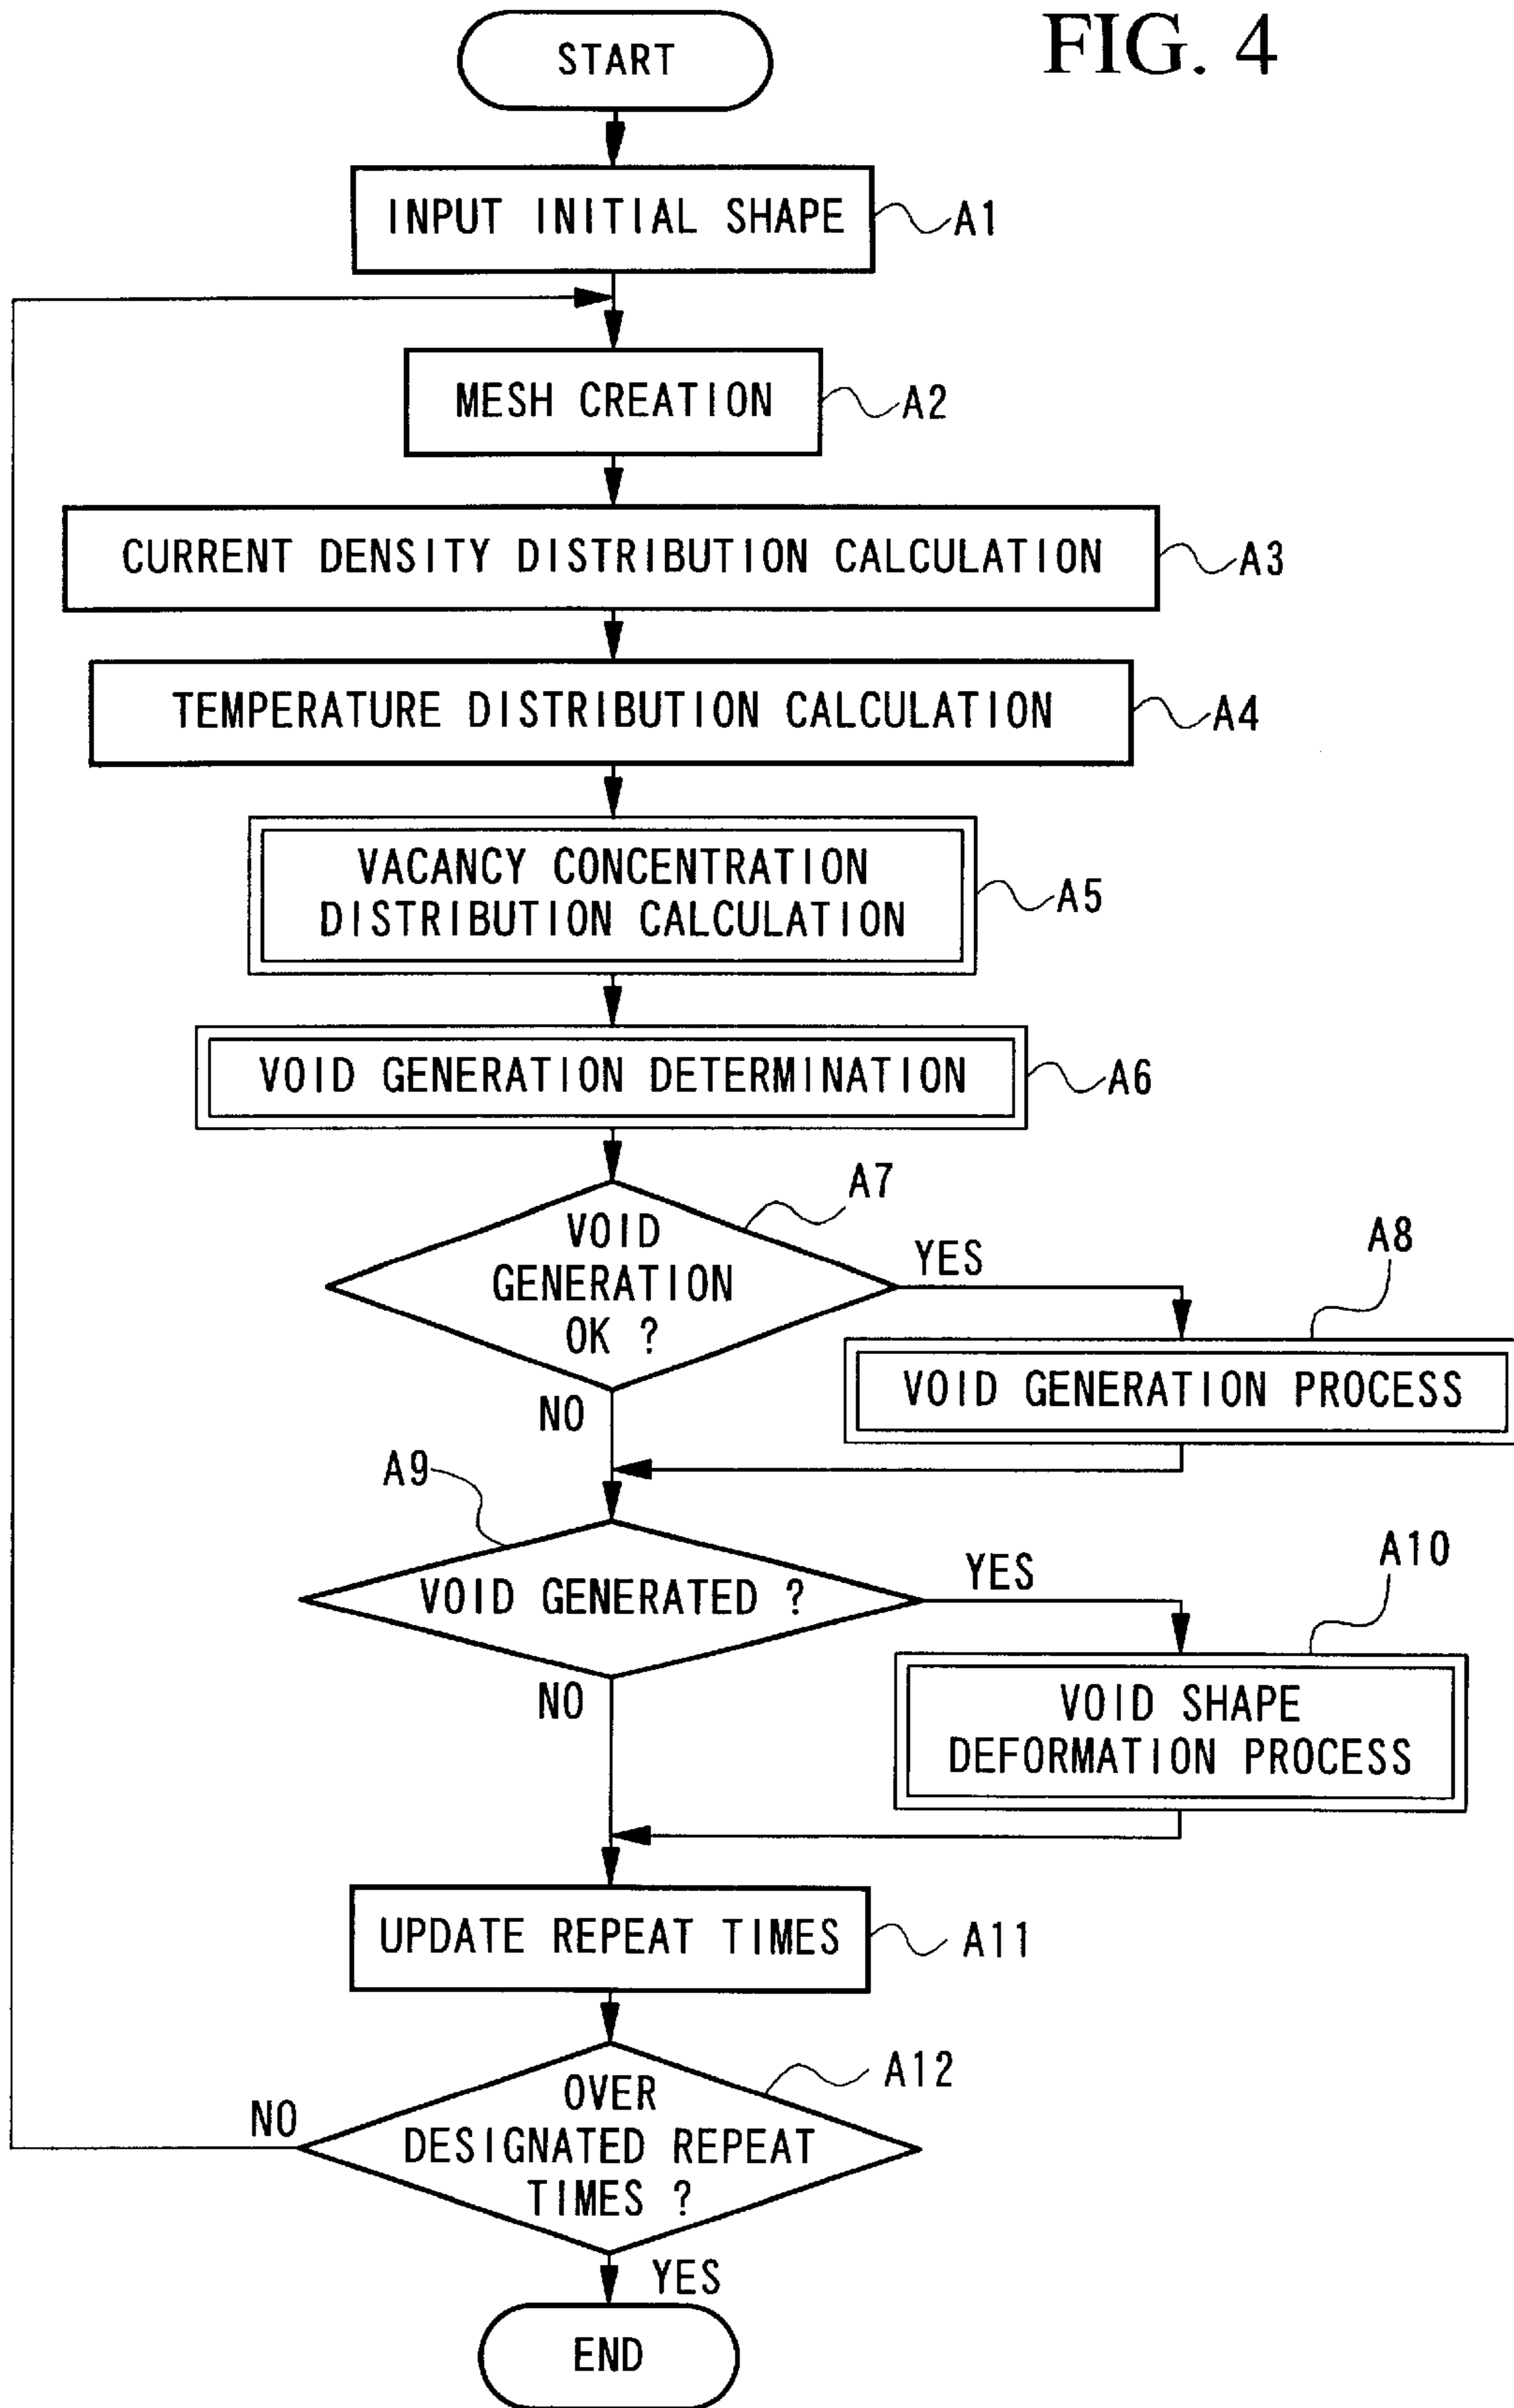 FIG. 4
START
INPUT INITIAL SHAPE
A1
MESH CREATION
A2
CURRENT DENSITY DISTRIBUTION CALCULATION
A3
TEMPERATURE DISTRIBUTION CALCULATION
A4
VACANCY CONCENTRATION
DISTRIBUTION CALCULATION
A5
VOID GENERATION DETERMINATION
A6
A7
VOID
GENERATION
OK ?
YES
A8
VOID GENERATION PROCESS
NO
A9
VOID GENERATED ?
YES
A10
NO
VOID SHAPE
DEFORMATION PROCESS
UPDATE REPEAT TIMES
A11
A12
OVER
DESIGNATED REPEAT
TIMES ?
NO
YES
END